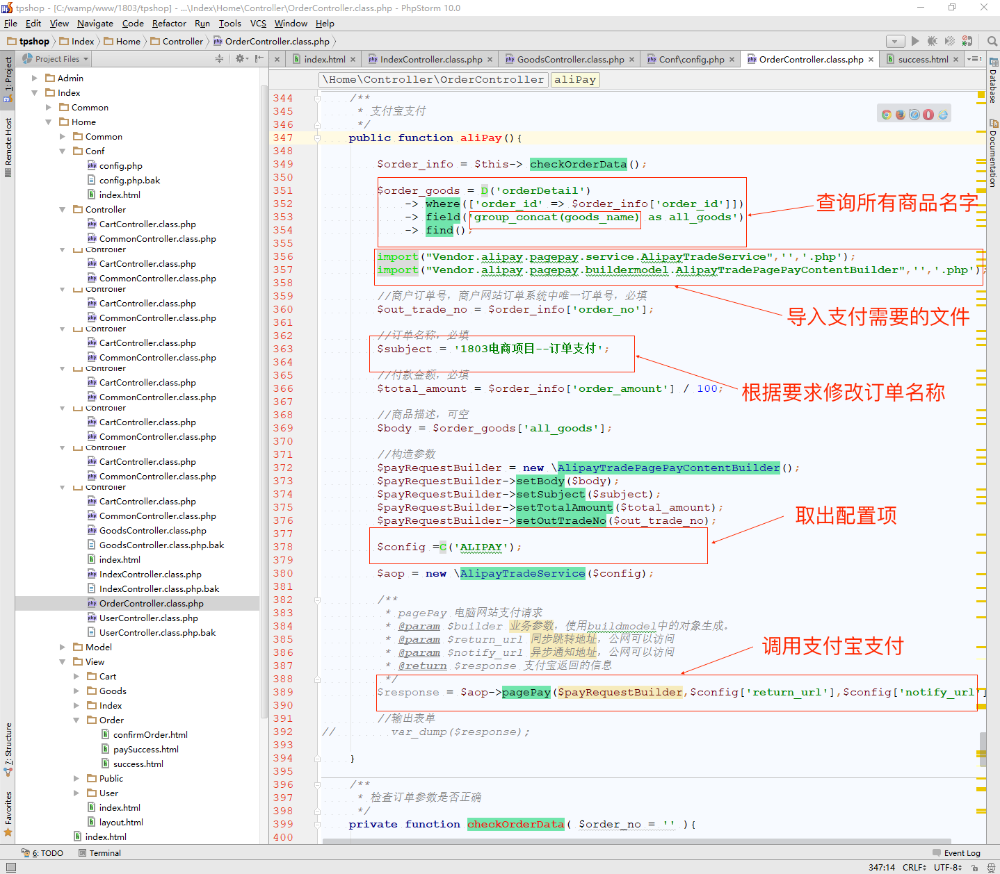 tpshop - [C:/wamp/www/1803/tpshop] - ...\Index\Home\Controller\OrderController.class.php - PhpStorm 10.0
File Edit View Navigate Code Refactor Run Tools VCS Window Help
tpshop Index Home Controller OrderController.class.php
Project Files
index.html IndexController.class.php GoodsController.class.php Conf\config.php OrderController.class.php success.html
1: Project
Remote Host
7: Structure
Favorites
Database
Documentation
Admin
Index
Common
Home
Common
Conf
config.php
config.php.bak
index.html
Controller
CartController.class.php
CommonController.class.php
Controller
CartController.class.php
CommonController.class.php
Controller
CartController.class.php
CommonController.class.php
Controller
CartController.class.php
CommonController.class.php
Controller
CartController.class.php
CommonController.class.php
Controller
CartController.class.php
CommonController.class.php
Controller
CartController.class.php
CommonController.class.php
Controller
CartController.class.php
CommonController.class.php
GoodsController.class.php
GoodsController.class.php.bak
index.html
IndexController.class.php
IndexController.class.php.bak
OrderController.class.php
UserController.class.php
UserController.class.php.bak
Model
View
Cart
Goods
Index
Order
confirmOrder.html
paySuccess.html
success.html
Public
User
index.html
layout.html
index.html
\Home\Controller\OrderController aliPay
344 /**
345 * 支付宝支付
346 */
347 public function aliPay(){
348
349 $order_info = $this-> checkOrderData();
350
351 $order_goods = D('orderDetail')
352 -> where(['order_id' => $order_info['order_id']])
353 -> field('group_concat(goods_name) as all_goods')
354 -> find();
355
356 import("Vendor.alipay.pagepay.service.AlipayTradeService",'','.php');
357 import("Vendor.alipay.pagepay.buildermodel.AlipayTradePagePayContentBuilder",'','.php');
358
359 //商户订单号，商户网站订单系统中唯一订单号，必填
360 $out_trade_no = $order_info['order_no'];
361
362 //订单名称，必填
363 $subject = '1803电商项目--订单支付';
364
365 //付款金额，必填
366 $total_amount = $order_info['order_amount'] / 100;
367
368 //商品描述，可空
369 $body = $order_goods['all_goods'];
370
371 //构造参数
372 $payRequestBuilder = new \AlipayTradePagePayContentBuilder();
373 $payRequestBuilder->setBody($body);
374 $payRequestBuilder->setSubject($subject);
375 $payRequestBuilder->setTotalAmount($total_amount);
376 $payRequestBuilder->setOutTradeNo($out_trade_no);
377
378 $config =C('ALIPAY');
379
380 $aop = new \AlipayTradeService($config);
381
382 /**
383 * pagePay 电脑网站支付请求
384 * @param $builder 业务参数，使用buildmodel中的对象生成。
385 * @param $return_url 同步跳转地址，公网可以访问
386 * @param $notify_url 异步通知地址，公网可以访问
387 * @return $response 支付宝返回的信息
388 */
389 $response = $aop->pagePay($payRequestBuilder,$config['return_url'],$config['notify_url']
390
391 //输出表单
392 // var_dump($response);
393
394 }
395
396 /**
397 * 检查订单参数是否正确
398 */
399 private function checkOrderData( $order_no = '' ){
400
查询所有商品名字
导入支付需要的文件
根据要求修改订单名称
取出配置项
调用支付宝支付
6: TODO Terminal Event Log
347:14 CRLF UTF-8